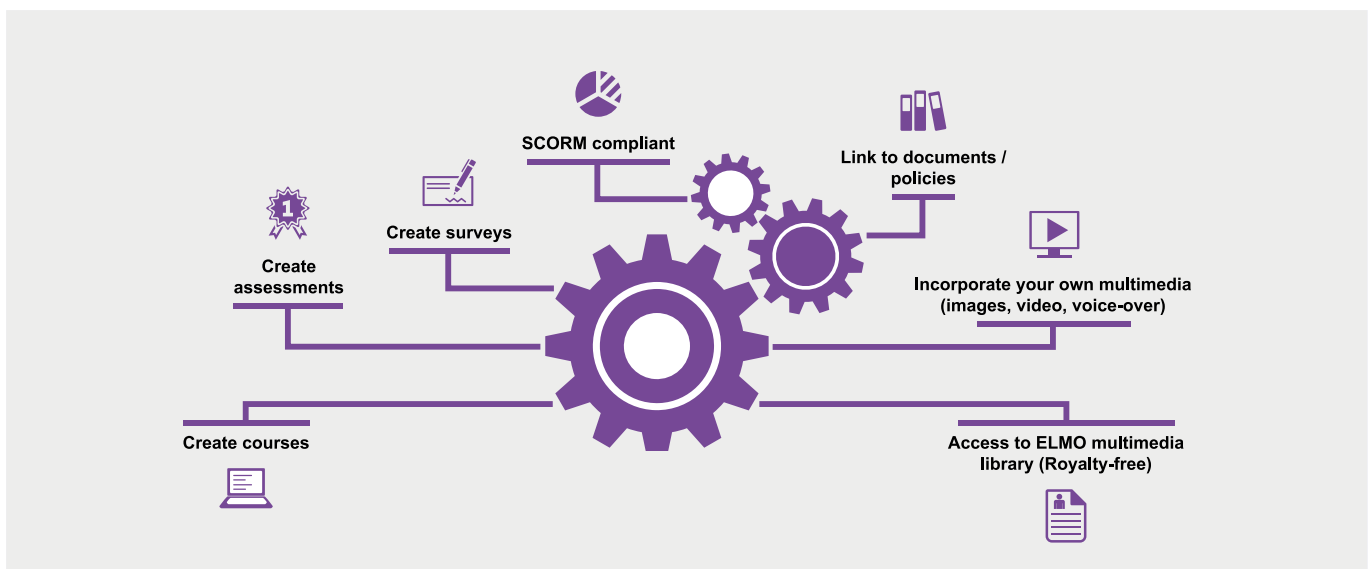 SCORM compliant
Link to documents /
policies
Create surveys
1
Create
assessments
Incorporate your own multimedia
(images, video, voice-over)
Create courses
Access to ELMO multimedia
library (Royalty-free)